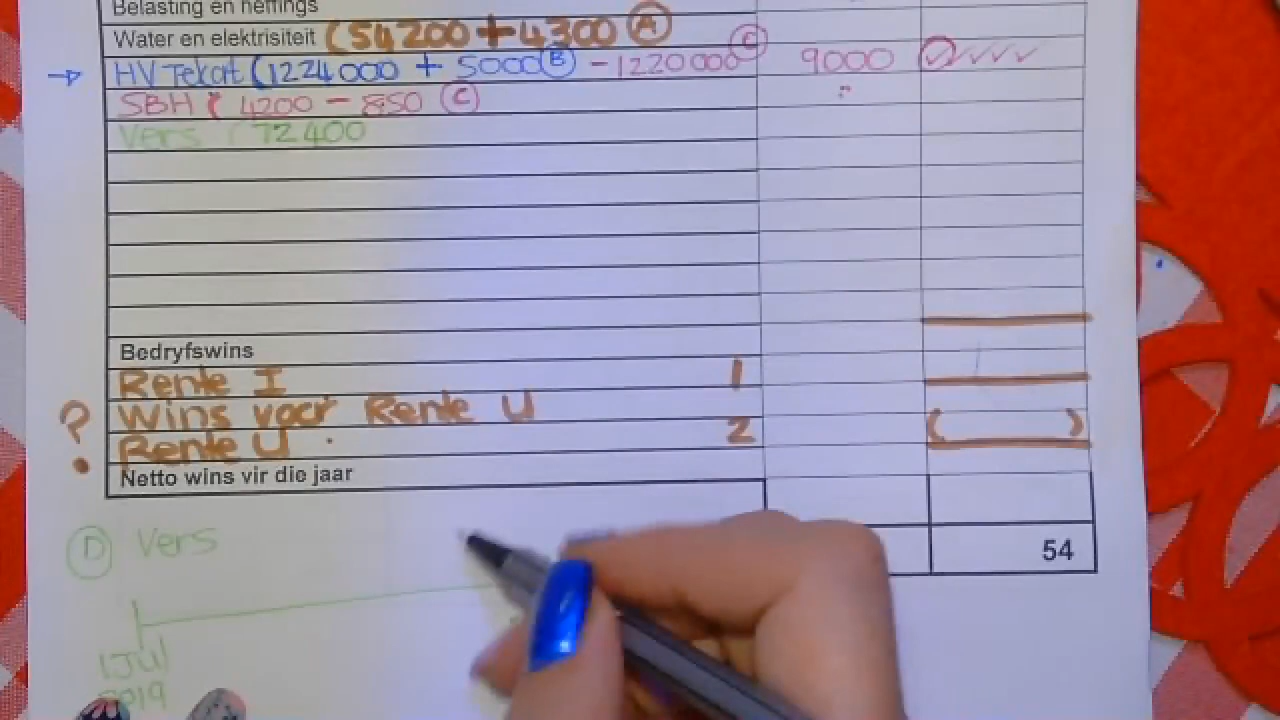 Belasting en heffings
Water en elektrisiteit (54200 + 4300 Ⓐ
→ HV Tekort (1224000 + 5000 Ⓑ - 1220000 Ⓒ 9000
SBH ( 4200 - 850 Ⓒ
Vers ( 72400
Bedryfswins
Rente I 1
? Wins voor Rente U
Rente U 2 ( )
Netto wins vir die jaar
54
Ⓓ Vers
1 Jul
2019